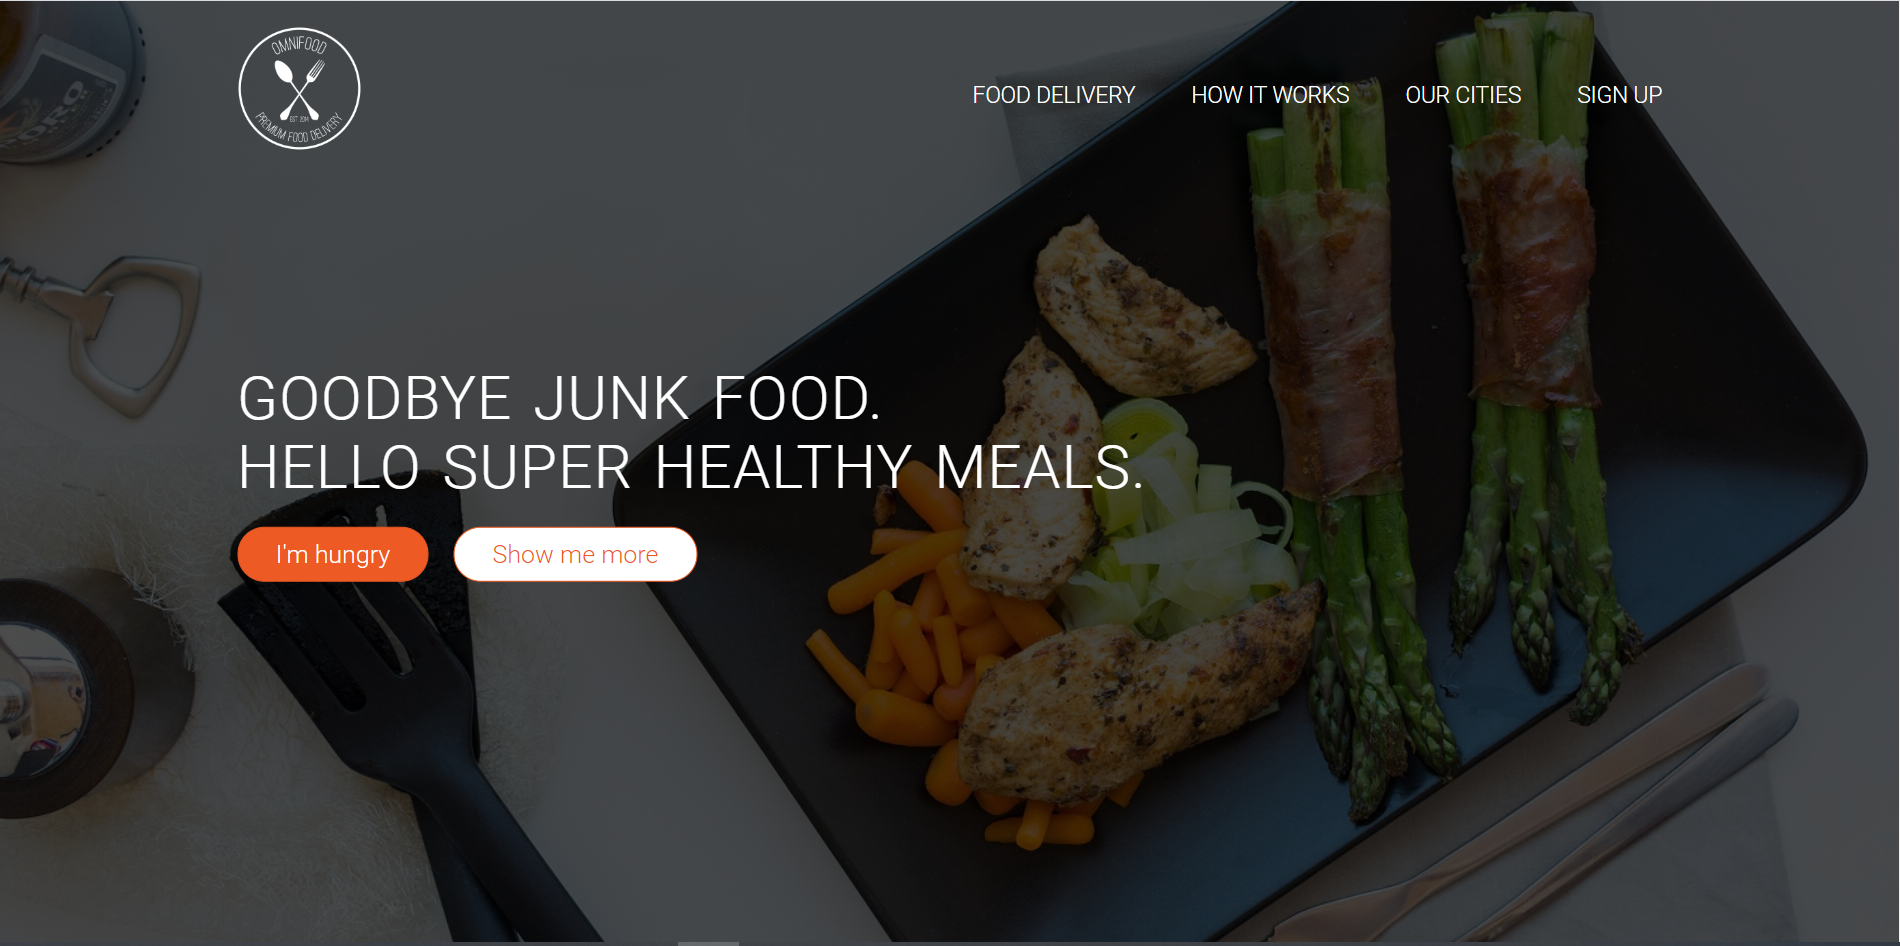 OMNIFOOD
EST 2014
PREMIUM FOOD DELIVERY
FOOD DELIVERY
HOW IT WORKS
OUR CITIES
SIGN UP
GOODBYE JUNK FOOD.
HELLO SUPER HEALTHY MEALS.
I'm hungry
Show me more